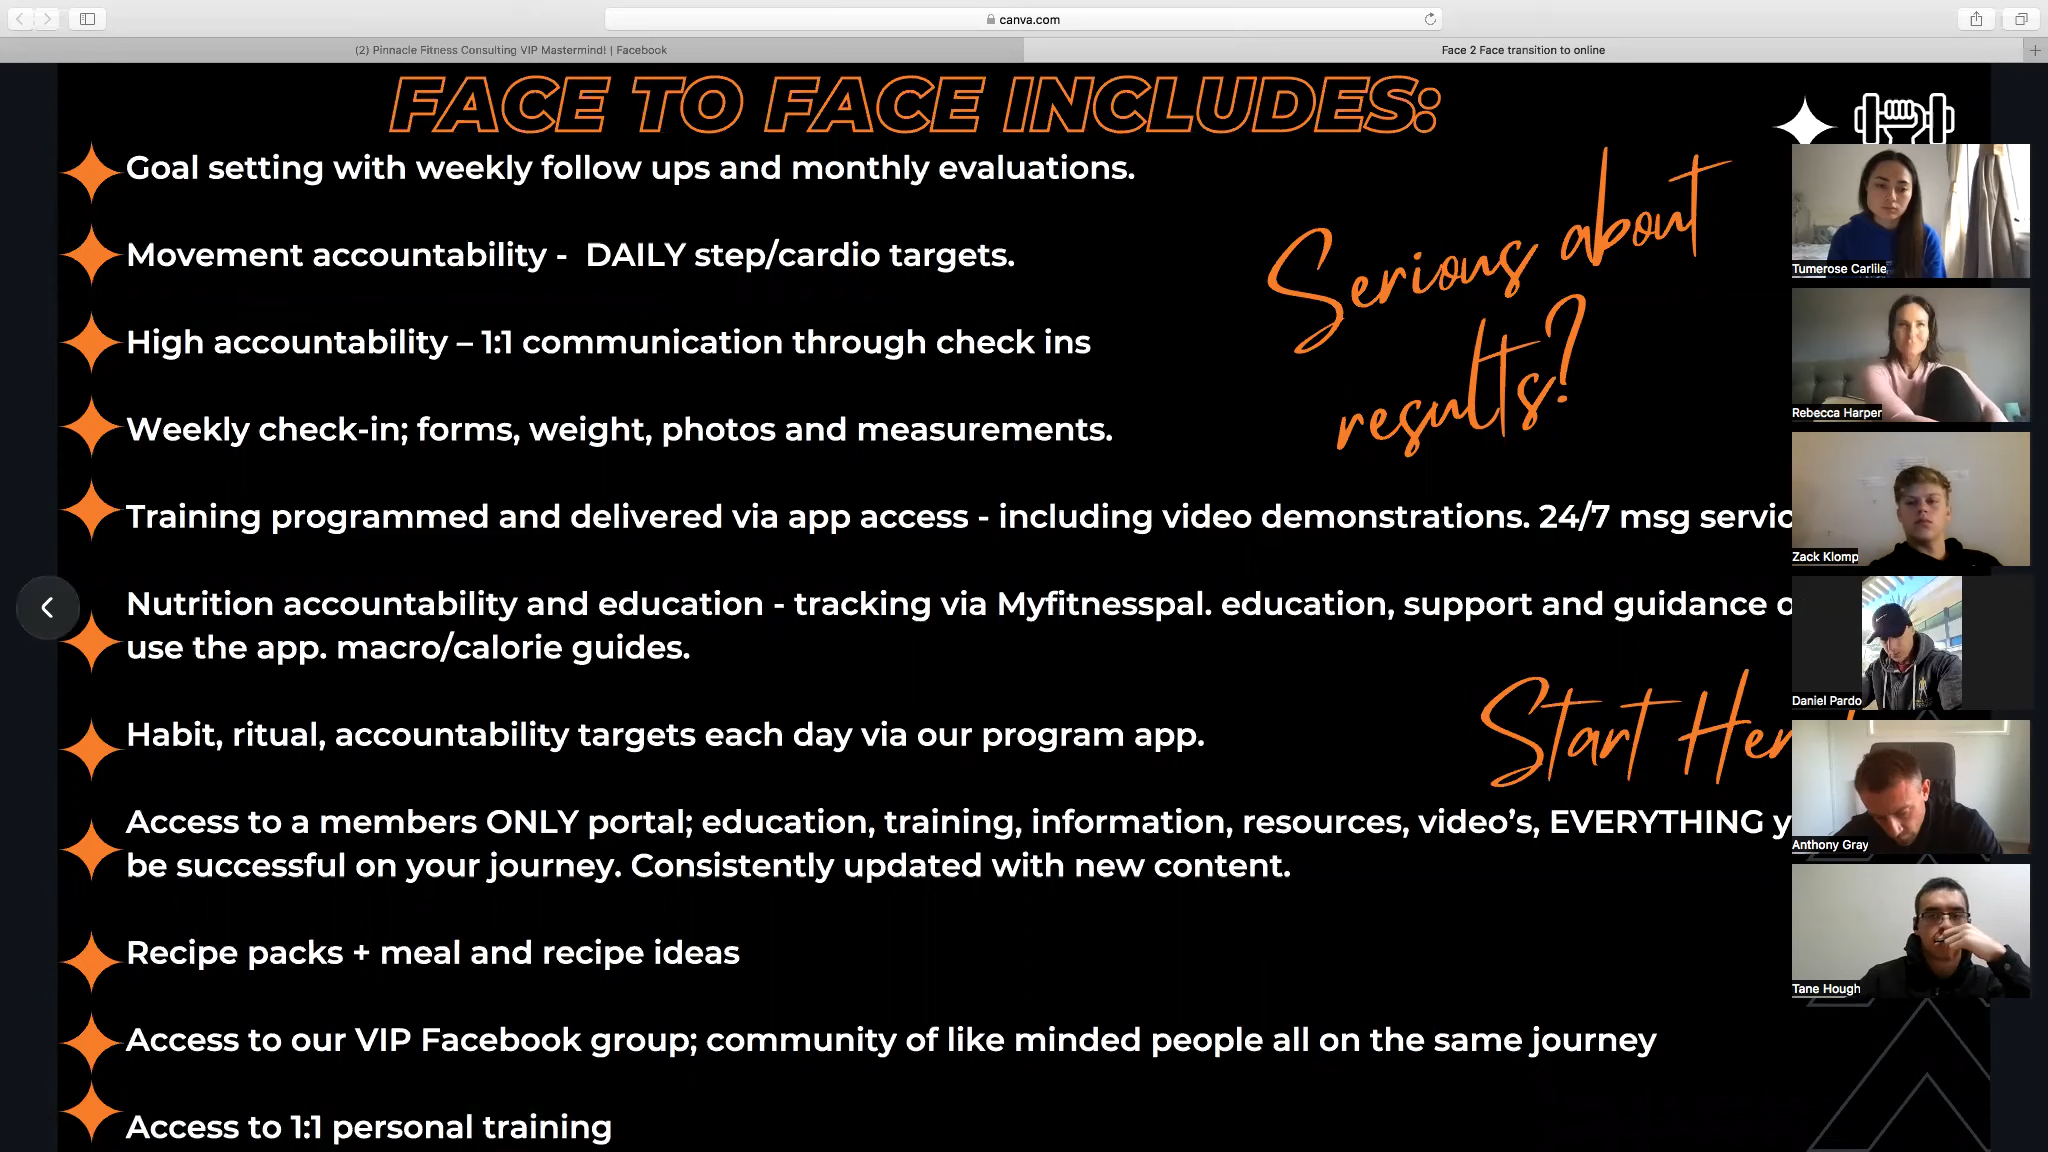 canva.com
(2) Pinnacle Fitness Consulting VIP Mastermind! | Facebook
Face 2 Face transition to online
FACE TO FACE INCLUDES:
Goal setting with weekly follow ups and monthly evaluations.
Movement accountability -  DAILY step/cardio targets.
High accountability – 1:1 communication through check ins
Weekly check-in; forms, weight, photos and measurements.
Serious about
results?
Training programmed and delivered via app access - including video demonstrations. 24/7 msg
Nutrition accountability and education - tracking via Myfitnesspal. education, support and guidance
use the app. macro/calorie guides.
Start
Habit, ritual, accountability targets each day via our program app.
Access to a members ONLY portal; education, training, information, resources, video’s, EVERYTHING
be successful on your journey. Consistently updated with new content.
Recipe packs + meal and recipe ideas
Access to our VIP Facebook group; community of like minded people all on the same journey
Access to 1:1 personal training
Tumerose Carlile
Rebecca Harper
Zack Klomp
Daniel Pardo
Anthony Gray
Tane Hough